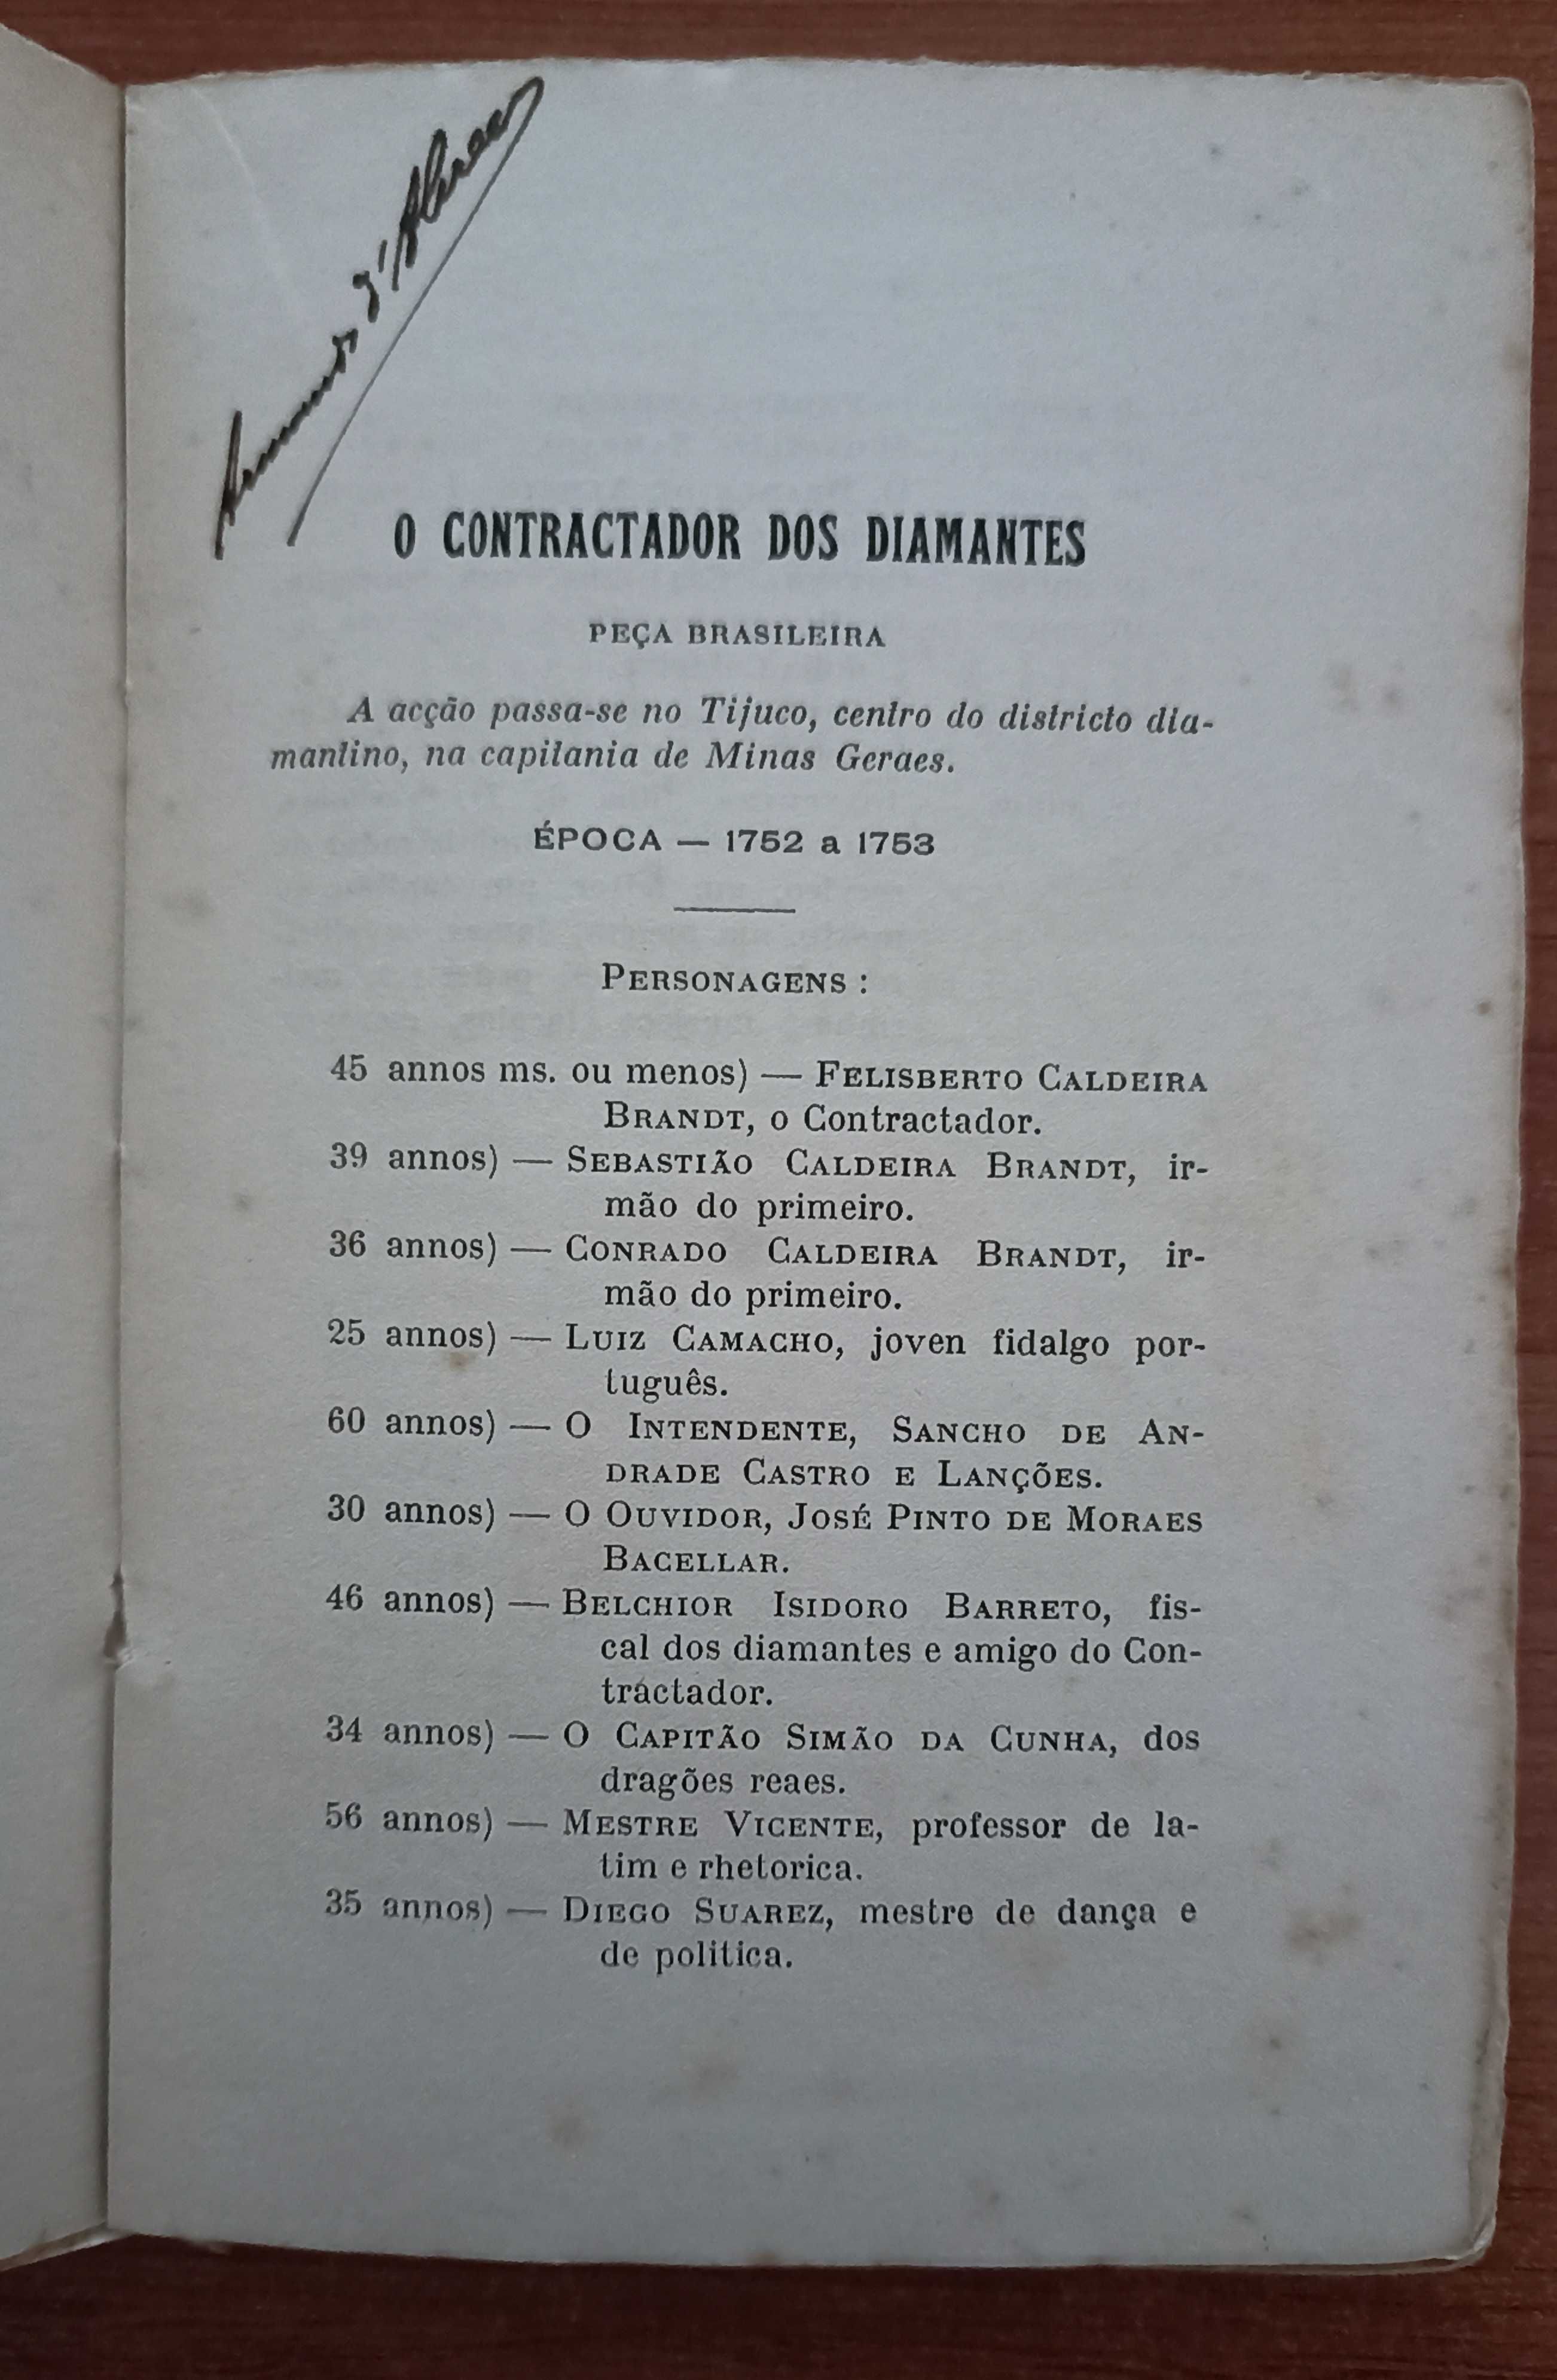 O CONTRACTADOR DOS DIAMANTES
PEÇA BRASILEIRA
A acção passa-se no Tijuco, centro do districto dia-
mantino, na capitania de Minas Geraes.
ÉPOCA — 1752 a 1753
PERSONAGENS :
45 annos ms. ou menos) — FELISBERTO CALDEIRA
BRANDT, o Contractador.
39 annos) — SEBASTIÃO CALDEIRA BRANDT, ir-
mão do primeiro.
36 annos) — CONRADO CALDEIRA BRANDT, ir-
mão do primeiro.
25 annos) — LUIZ CAMACHO, joven fidalgo por-
tuguês.
60 annos) — O INTENDENTE, SANCHO DE AN-
DRADE CASTRO E LANÇÕES.
30 annos) — O OUVIDOR, JOSÉ PINTO DE MORAES
BACELLAR.
46 annos) — BELCHIOR ISIDORO BARRETO, fis-
cal dos diamantes e amigo do Con-
tractador.
34 annos) — O CAPITÃO SIMÃO DA CUNHA, dos
dragões reaes.
56 annos) — MESTRE VICENTE, professor de la-
tim e rhetorica.
35 annos) — DIEGO SUAREZ, mestre de dança e
de politica.